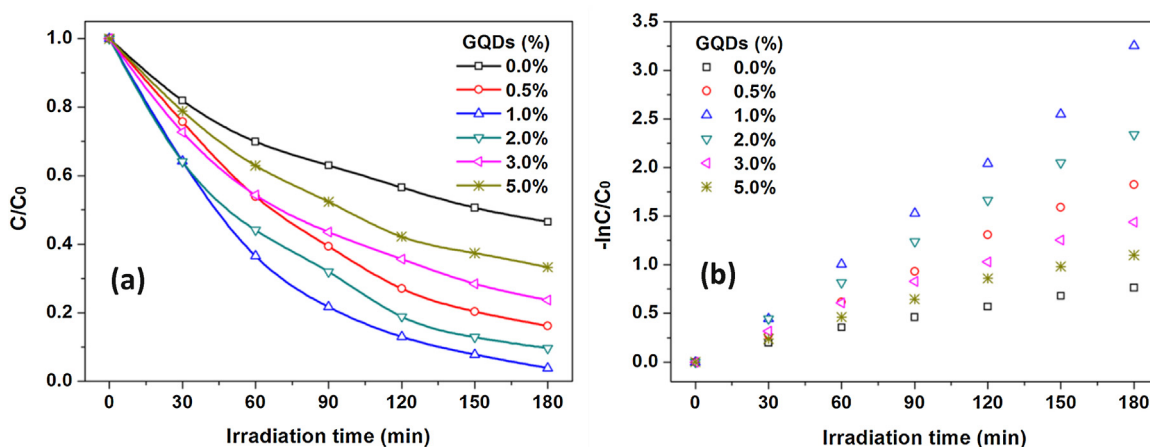 1.0
0.8
0.6
0.4
0.2
0.0
C/C₀
GQDs (%)
0.0%
0.5%
1.0%
2.0%
3.0%
5.0%
(a)
0 30 60 90 120 150 180
Irradiation time (min)
3.5
3.0
2.5
2.0
1.5
1.0
0.5
0.0
-lnC/C₀
GQDs (%)
0.0%
0.5%
1.0%
2.0%
3.0%
5.0%
(b)
0 30 60 90 120 150 180
Irradiation time (min)